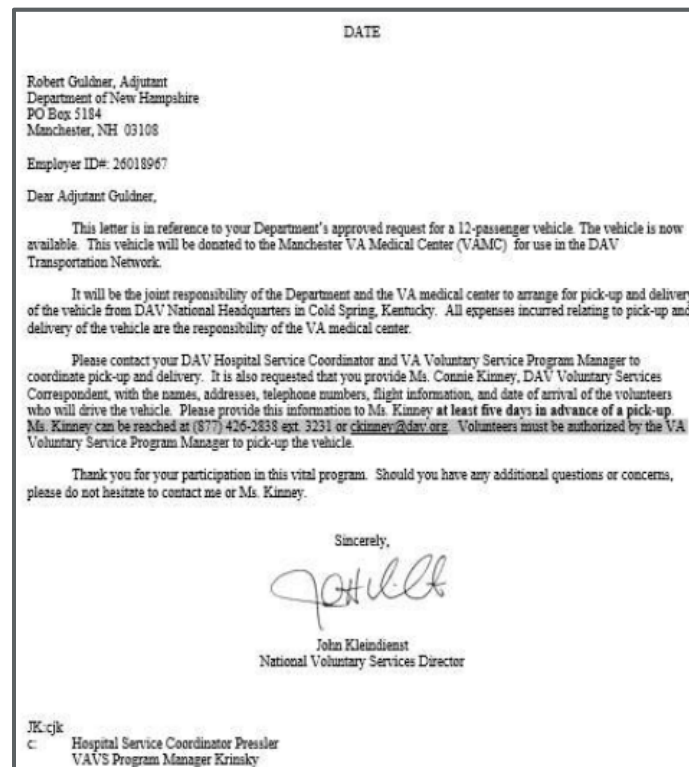 DATE
Robert Guldner, Adjutant
Department of New Hampshire
PO Box 5184
Manchester, NH 03108
Employer ID#: 26018967
Dear Adjutant Guldner,
This letter is in reference to your Department's approved request for a 12-passenger vehicle. The vehicle is now
available. This vehicle will be donated to the Manchester VA Medical Center (VAMC) for use in the DAV
Transportation Network.
It will be the joint responsibility of the Department and the VA medical center to arrange for pick-up and delivery
of the vehicle from DAV National Headquarters in Cold Spring, Kentucky. All expenses incurred relating to pick-up and
delivery of the vehicle are the responsibility of the VA medical center.
Please contact your DAV Hospital Service Coordinator and VA Voluntary Service Program Manager to
coordinate pick-up and delivery. It is also requested that you provide Ms. Connie Kinney, DAV Voluntary Services
Correspondent, with the names, addresses, telephone numbers, flight information, and date of arrival of the volunteers
who will drive the vehicle. Please provide this information to Ms. Kinney at least five days in advance of a pick-up.
Ms. Kinney can be reached at (877) 426-2838 ext. 3231 or ckinney@dav.org. Volunteers must be authorized by the VA
Voluntary Service Program Manager to pick-up the vehicle.
Thank you for your participation in this vital program. Should you have any additional questions or concerns,
please do not hesitate to contact me or Ms. Kinney.
Sincerely,
John Kleindienst
National Voluntary Services Director
JK:cjk
c: Hospital Service Coordinator Pressler
VAVS Program Manager Krinsky